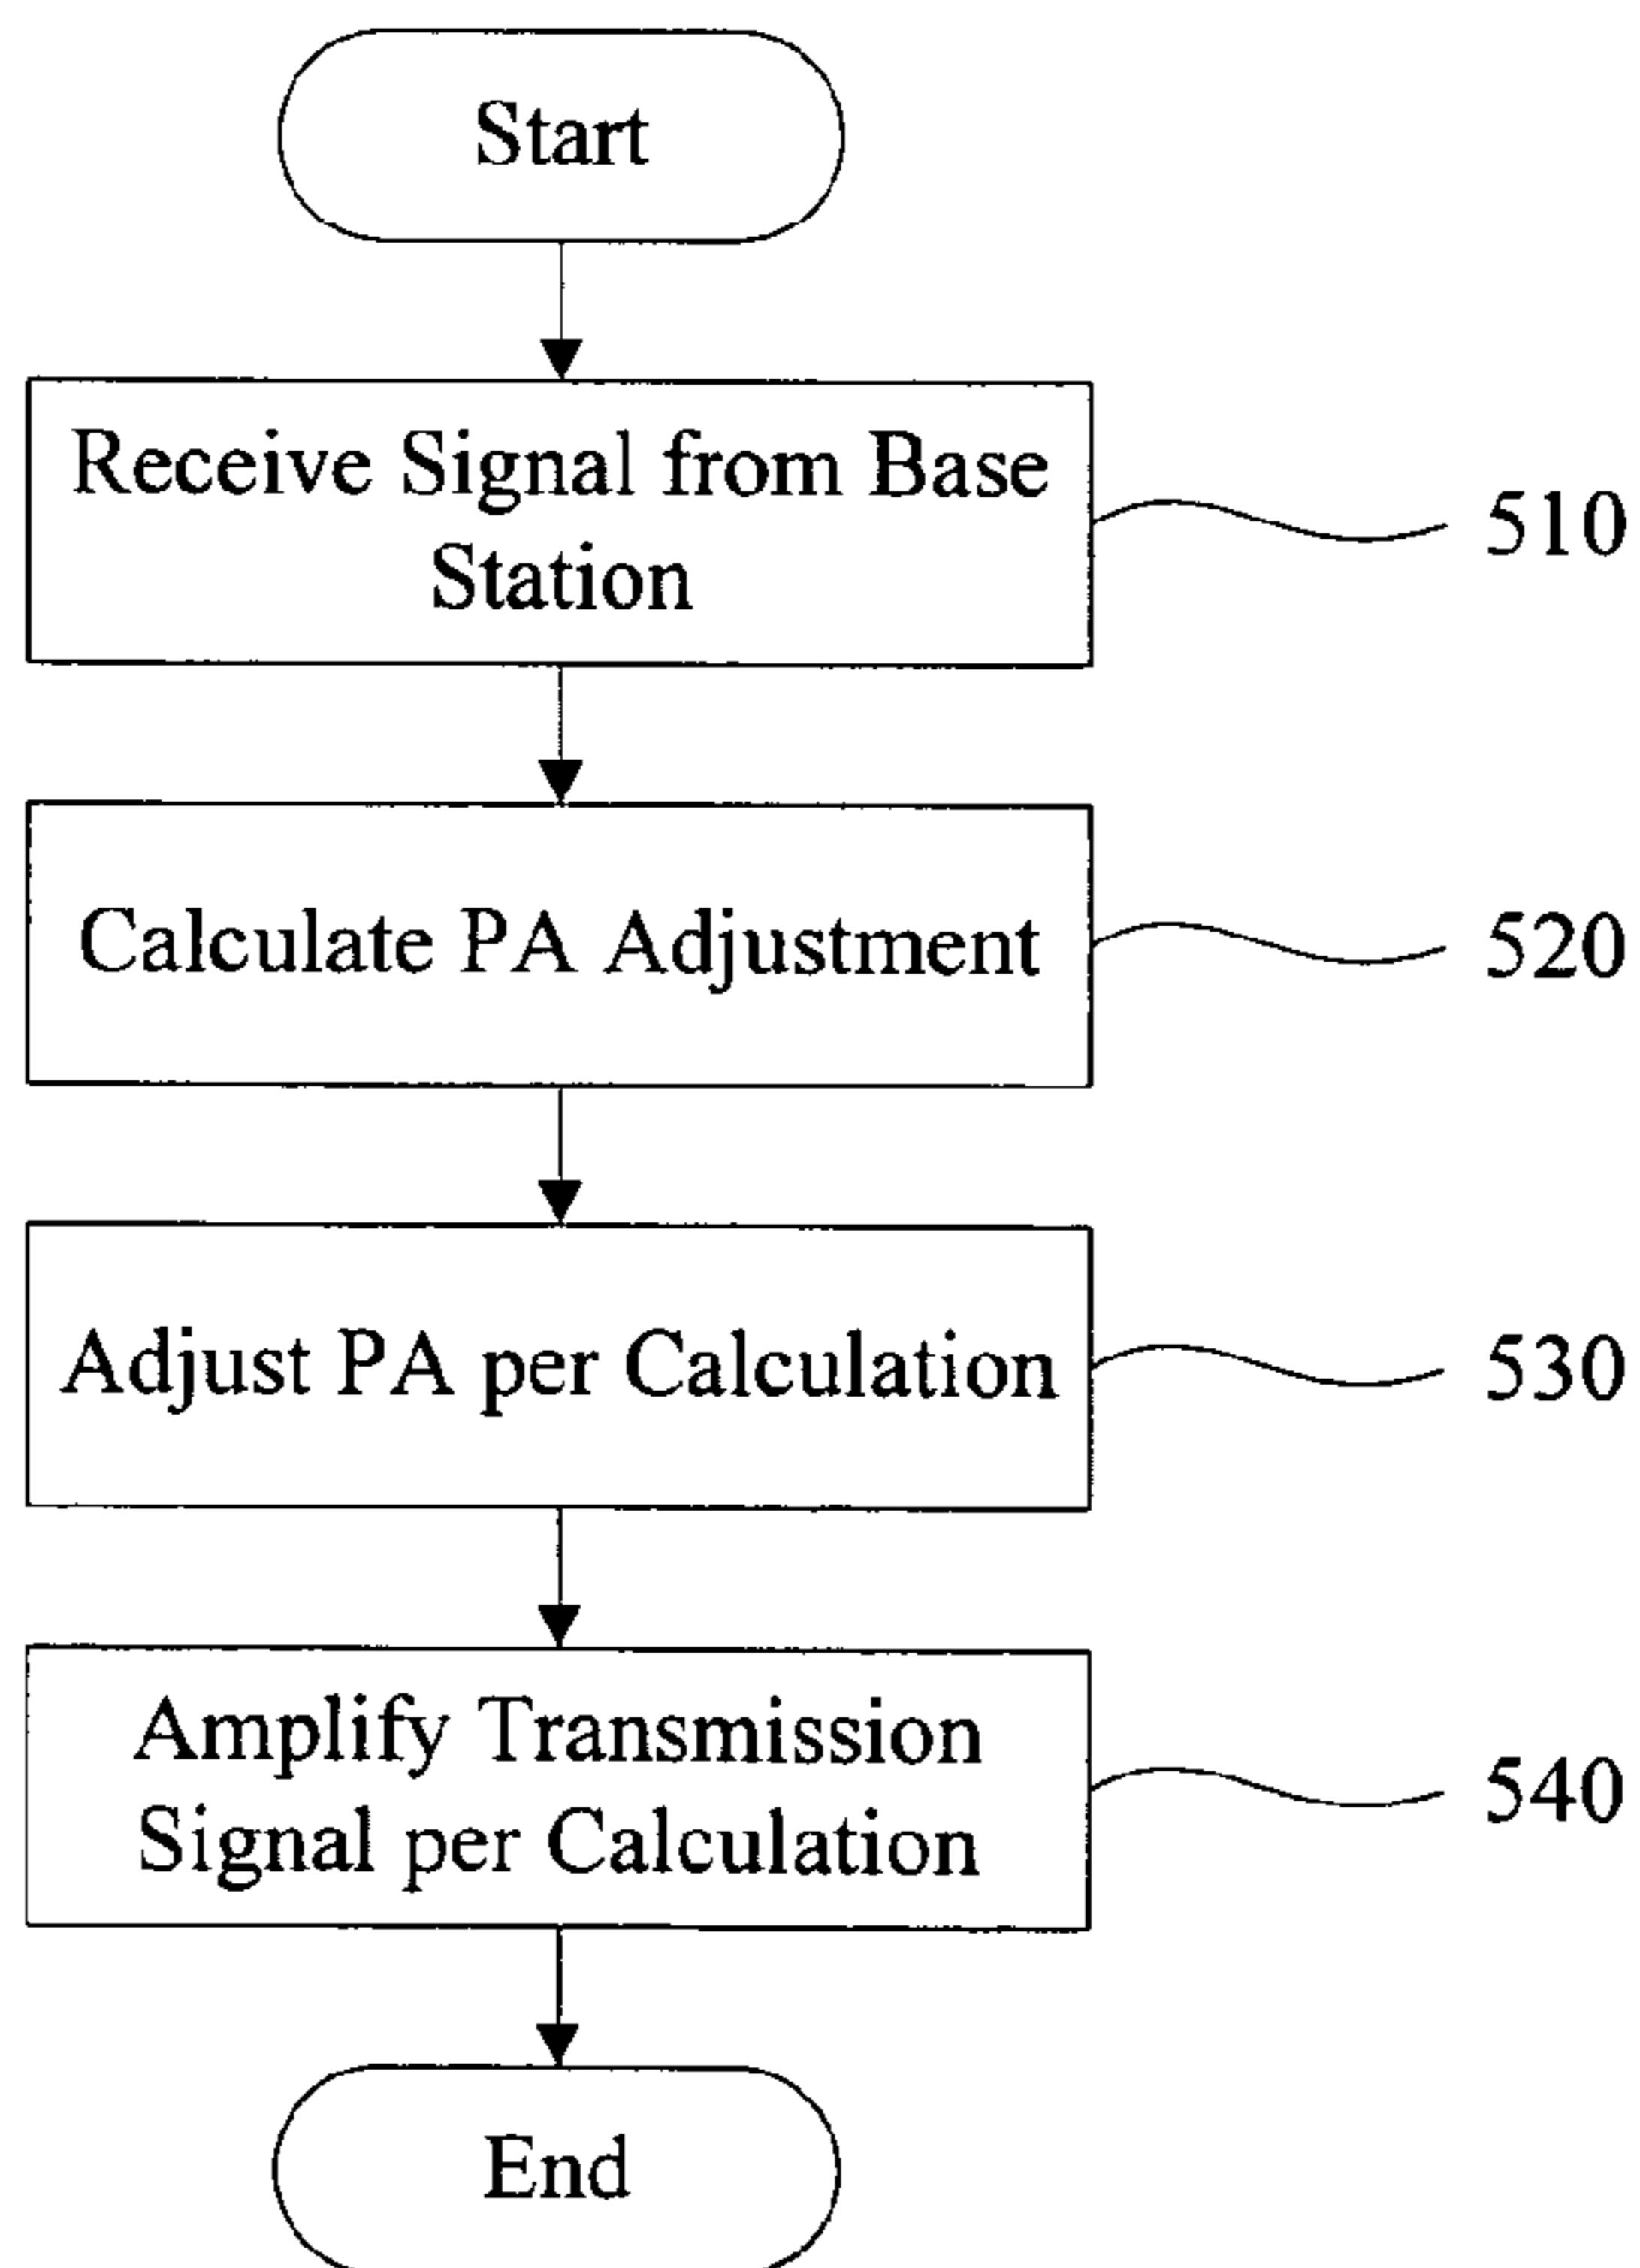 Start
Receive Signal from Base
Station
510
Calculate PA Adjustment
520
Adjust PA per Calculation
530
Amplify Transmission
Signal per Calculation
540
End